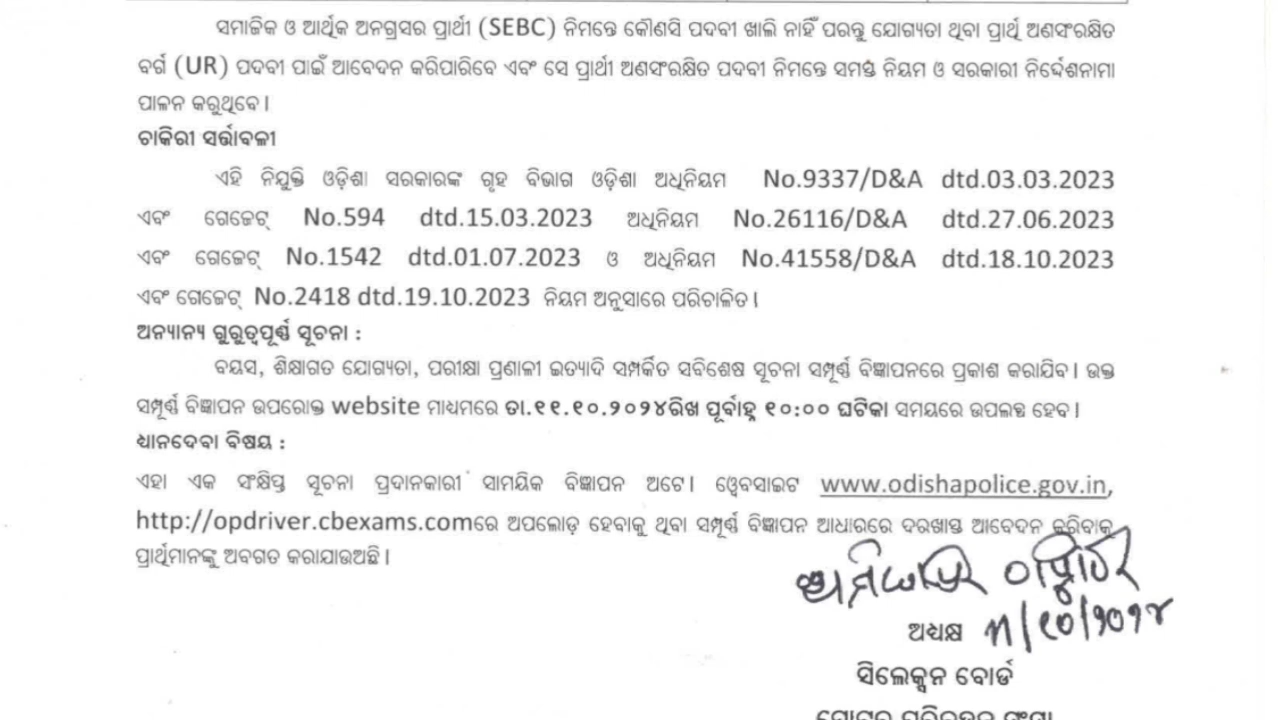 ସମାଜିକ ଓ ଆର୍ଥିକ ଅନଗ୍ରସର ପ୍ରାର୍ଥୀ (SEBC) ନିମନ୍ତେ କୌଣସି ପଦବୀ ଖାଲି ନାହିଁ ପରନ୍ତୁ ଯୋଗ୍ୟତା ଥିବା ପ୍ରାର୍ଥି ଅଣସଂରକ୍ଷିତ
ବର୍ଗ (UR) ପଦବୀ ପାଇଁ ଆବେଦନ କରିପାରିବେ ଏବଂ ସେ ପ୍ରାର୍ଥୀ ଅଣସଂରକ୍ଷିତ ପଦବୀ ନିମନ୍ତେ ସମସ୍ତ ନିୟମ ଓ ସରକାରୀ ନିର୍ଦ୍ଦେଶନାମା
ପାଳନ କରୁଥିବେ।
ଚାକିରୀ ସର୍ତ୍ତାବଳୀ
ଏହି ନିଯୁକ୍ତି ଓଡ଼ିଶା ସରକାରଙ୍କ ଗୃହ ବିଭାଗ ଓଡ଼ିଶା ଅଧିନିୟମ No.9337/D&A dtd.03.03.2023
ଏବଂ ଗେଜେଟ୍ No.594 dtd.15.03.2023 ଅଧିନିୟମ No.26116/D&A dtd.27.06.2023
ଏବଂ ଗେଜେଟ୍ No.1542 dtd.01.07.2023 ଓ ଅଧିନିୟମ No.41558/D&A dtd.18.10.2023
ଏବଂ ଗେଜେଟ୍ No.2418 dtd.19.10.2023 ନିୟମ ଅନୁସାରେ ପରିଚାଳିତ।
ଅନ୍ୟାନ୍ୟ ଗୁରୁତ୍ୱପୂର୍ଣ୍ଣ ସୂଚନା :
ବୟସ, ଶିକ୍ଷାଗତ ଯୋଗ୍ୟତା, ପରୀକ୍ଷା ପ୍ରଣାଳୀ ଇତ୍ୟାଦି ସମ୍ପର୍କିତ ସବିଶେଷ ସୂଚନା ସମ୍ପୂର୍ଣ୍ଣ ବିଜ୍ଞାପନରେ ପ୍ରକାଶ କରାଯିବ। ଉକ୍ତ
ସମ୍ପୂର୍ଣ୍ଣ ବିଜ୍ଞାପନ ଉପରୋକ୍ତ website ମାଧ୍ୟମରେ ତା.୧୧.୧୦.୨୦୨୪ରିଖ ପୂର୍ବାହ୍ନ ୧୦:୦୦ ଘଟିକା ସମୟରେ ଉପଲବ୍ଧ ହେବ।
ଧ୍ୟାନଦେବା ବିଷୟ :
ଏହା ଏକ ସଂକ୍ଷିପ୍ତ ସୂଚନା ପ୍ରଦାନକାରୀ ସାମୟିକ ବିଜ୍ଞାପନ ଅଟେ। ୱେବସାଇଟ www.odishapolice.gov.in,
http://opdriver.cbexams.comରେ ଅପଲୋଡ଼ ହେବାକୁ ଥିବା ସମ୍ପୂର୍ଣ୍ଣ ବିଜ୍ଞାପନ ଆଧାରରେ ଦରଖାସ୍ତ ଆବେଦନ କରିବାକୁ
ପ୍ରାର୍ଥିମାନଙ୍କୁ ଅବଗତ କରାଯାଉଅଛି।
ଅଧ୍ୟକ୍ଷ
ସିଲେକ୍ସନ ବୋର୍ଡ